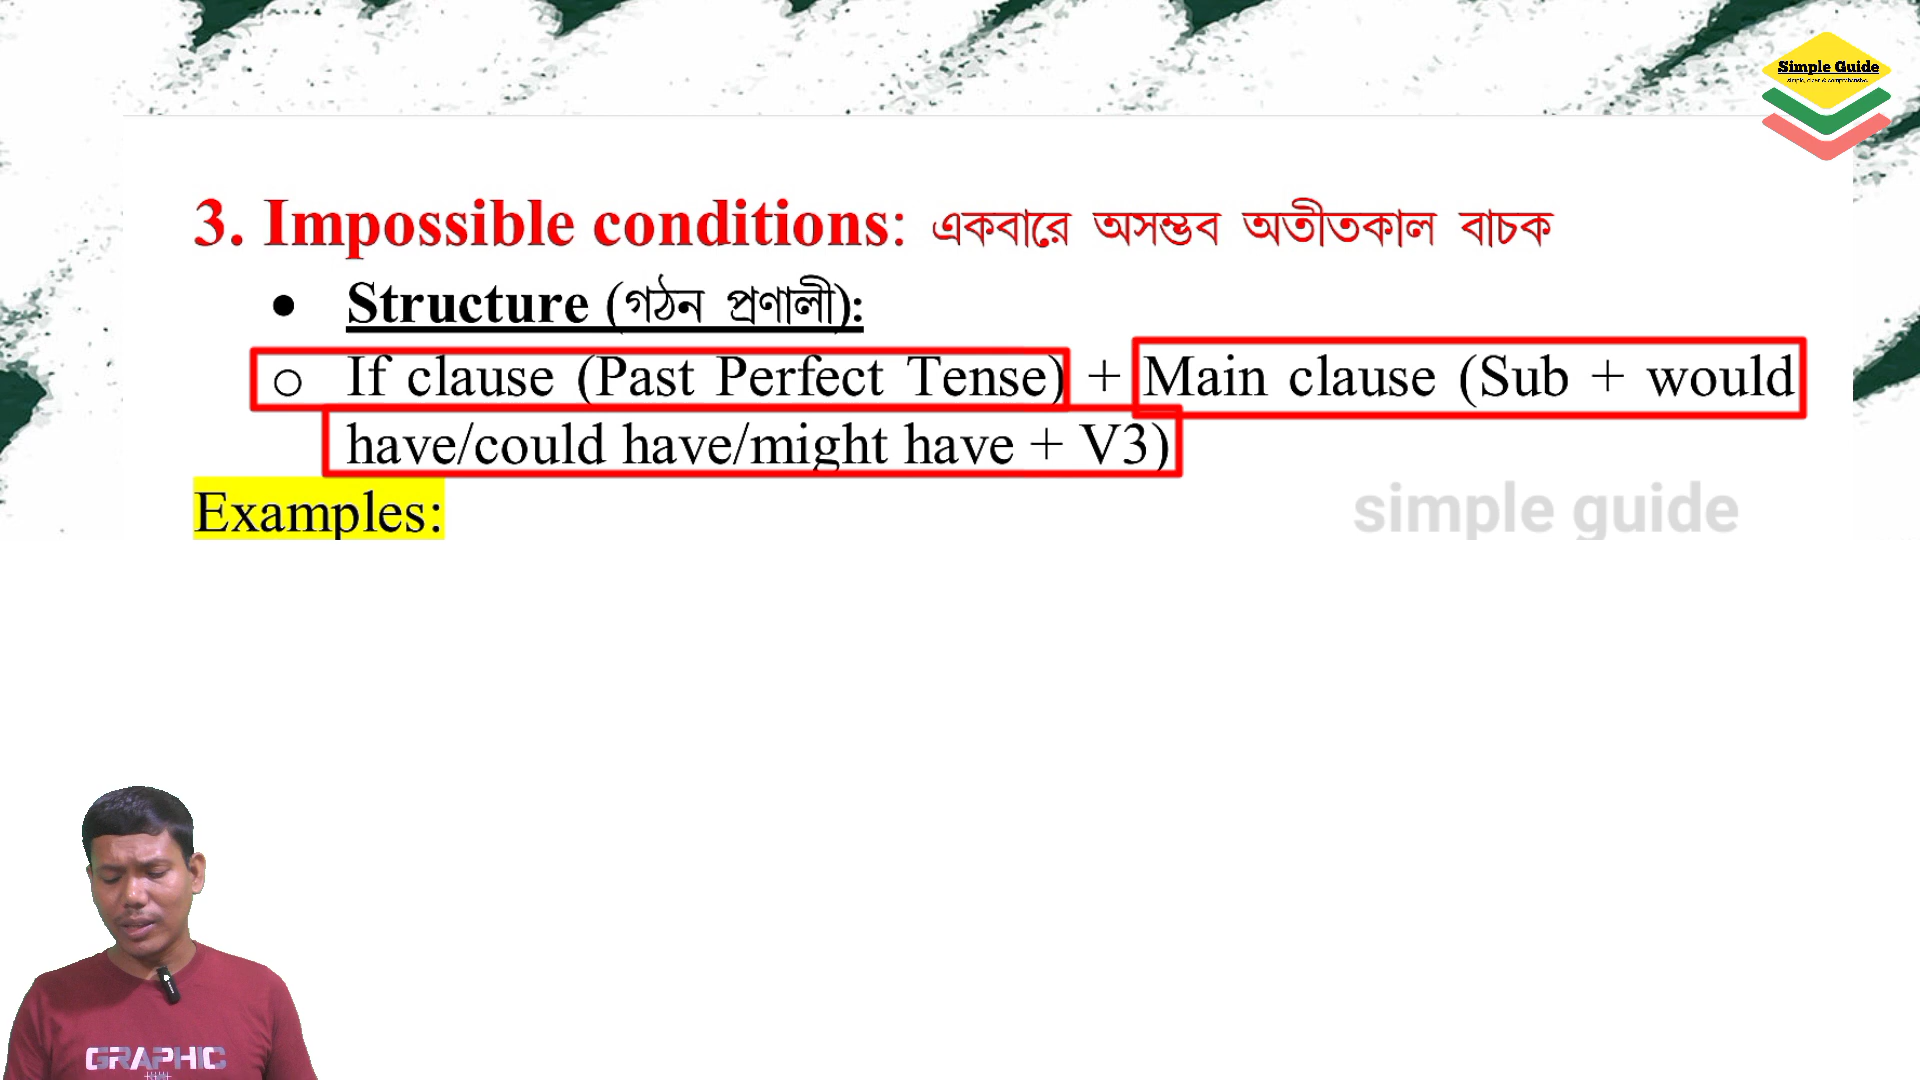 Simple Guide
3. Impossible conditions: একবারে অসম্ভব অতীতকাল বাচক
• Structure (গঠন প্রণালী):
o If clause (Past Perfect Tense) + Main clause (Sub + would
have/could have/might have + V3)
Examples:
simple guide
GRAPHIC